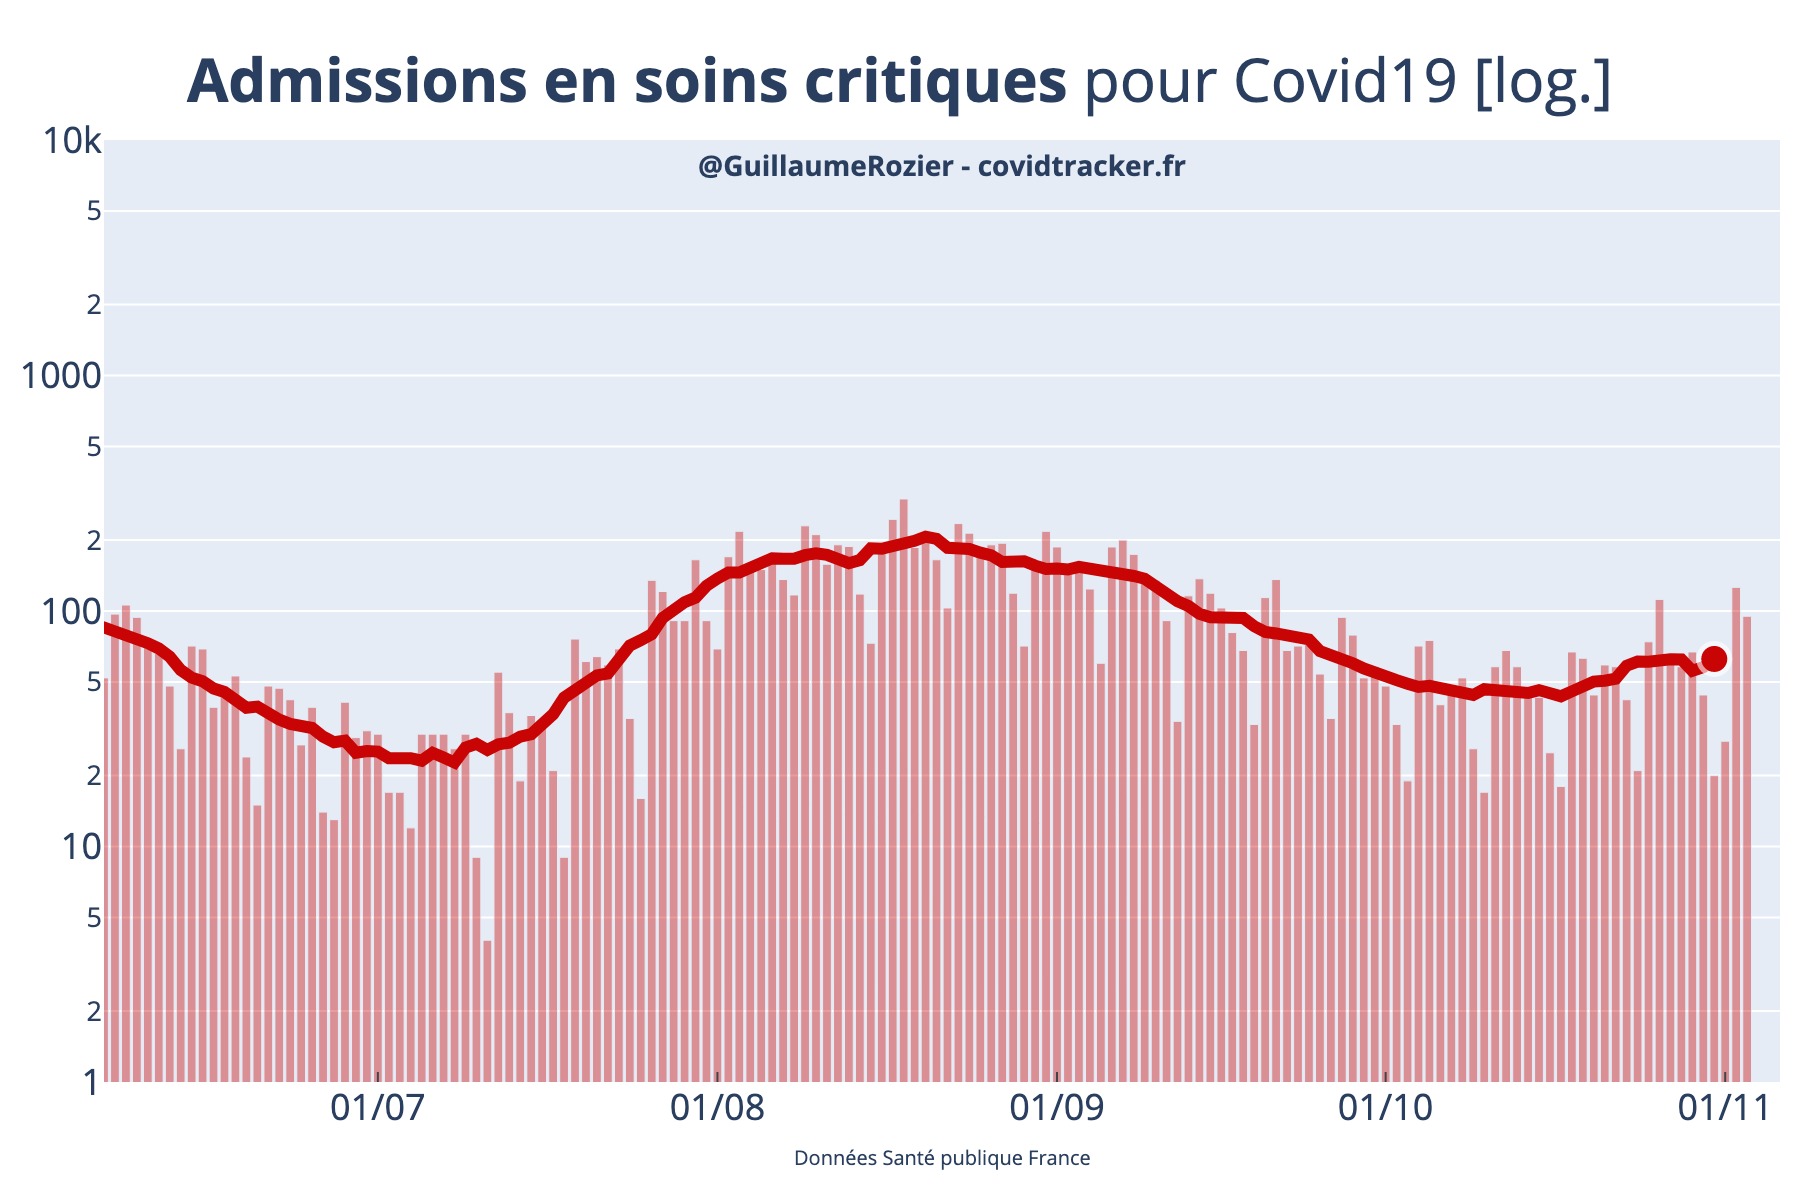 Admissions en soins critiques pour Covid19 [log.]
@GuillaumeRozier - covidtracker.fr
10k
5
2
1000
5
2
100
5
2
10
5
2
1
01/07 01/08 01/09 01/10 01/11
Données Santé publique France